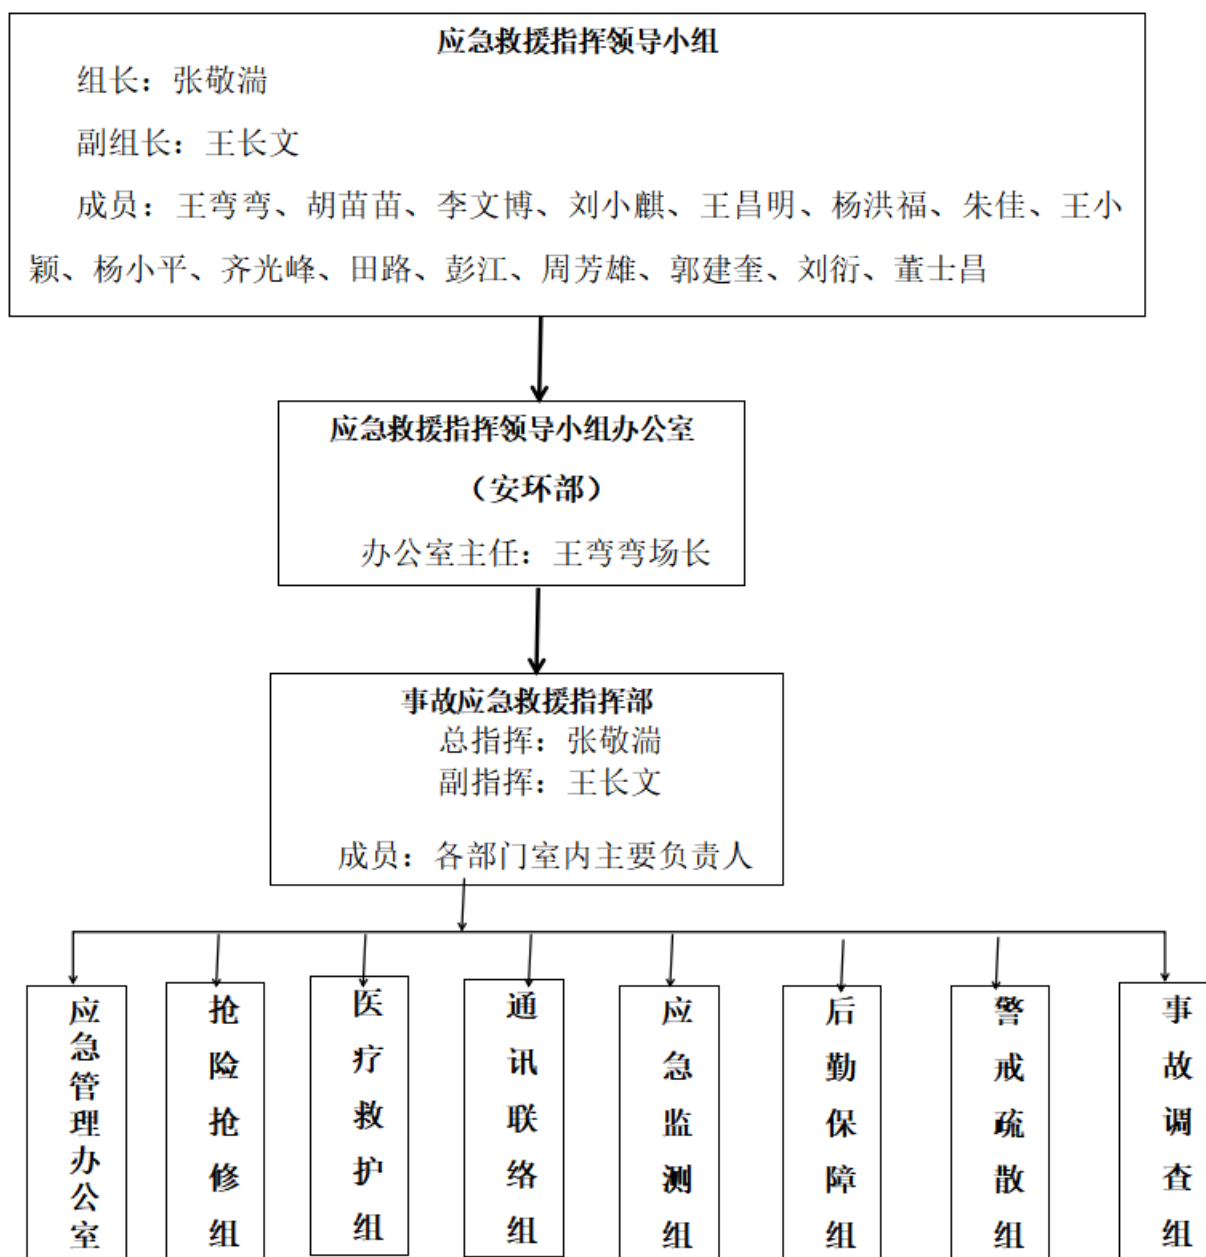 应急救援指挥领导小组
组长：张敬湍
副组长：王长文
成员：王弯弯、胡苗苗、李文博、刘小麒、王昌明、杨洪福、朱佳、王小
颖、杨小平、齐光峰、田路、彭江、周芳雄、郭建奎、刘衍、董士昌
应急救援指挥领导小组办公室
（安环部）
办公室主任：王弯弯场长
事故应急救援指挥部
总指挥：张敬湍
副指挥：王长文
成员：各部门室内主要负责人
应急管理办公室
抢险抢修组
医疗救护组
通讯联络组
应急监测组
后勤保障组
警戒疏散组
事故调查组